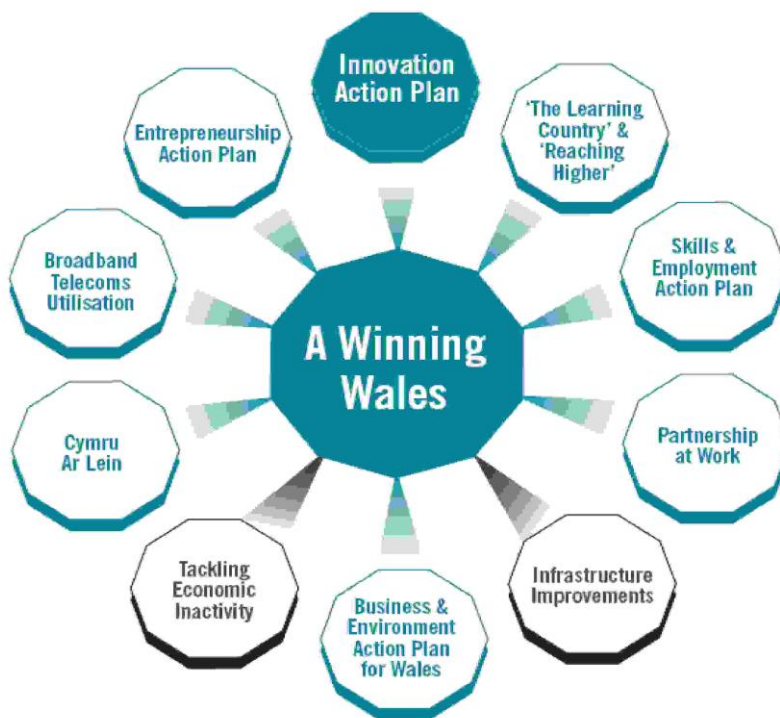 Innovation
Action Plan
Entrepreneurship
Action Plan
'The Learning
Country' &
'Reaching
Higher'
Broadband
Telecoms
Utilisation
Skills &
Employment
Action Plan
A Winning
Wales
Cymru
Ar Lein
Partnership
at Work
Tackling
Economic
Inactivity
Infrastructure
Improvements
Business &
Environment
Action Plan
for Wales